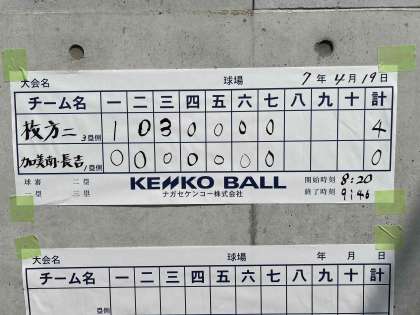 大会名 球場 7年4月19日
チーム名 一 二 三 四 五 六 七 八 九 十 計
枚方二 3塁側 1 0 3 0 0 0 0 4
加美南・長吉 1塁側 0 0 0 0 0 0 0 0
球審 二塁 KENKO BALL 開始時刻 8:20
一塁 三塁 ナガセケンコー株式会社 終了時刻 9:46
大会名 球場 年 月 日
チーム名 一 二 三 四 五 六 七 八 九 十 計
塁側